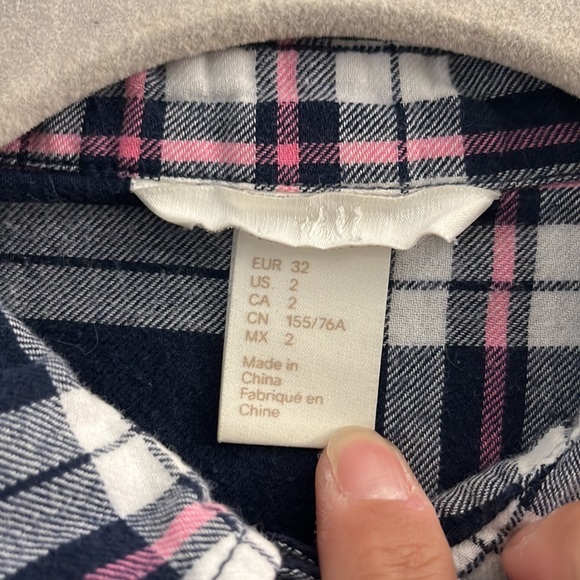 EUR 32
US 2
CA 2
CN 155/76A
MX 2
Made in
China
Fabriqué en
Chine